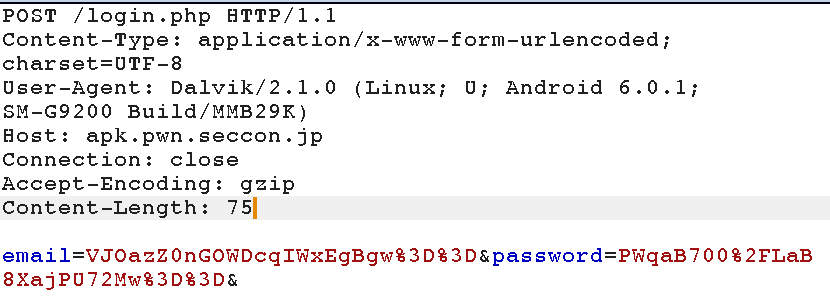 POST /login.php HTTP/1.1
Content-Type: application/x-www-form-urlencoded;
charset=UTF-8
User-Agent: Dalvik/2.1.0 (Linux; U; Android 6.0.1;
SM-G9200 Build/MMB29K)
Host: apk.pwn.seccon.jp
Connection: close
Accept-Encoding: gzip
Content-Length: 75
email=VJOazZ0nGOWDcqIWxEgBgw%3D%3D&password=PWqaB700%2FLaB
8XajPU72Mw%3D%3D&